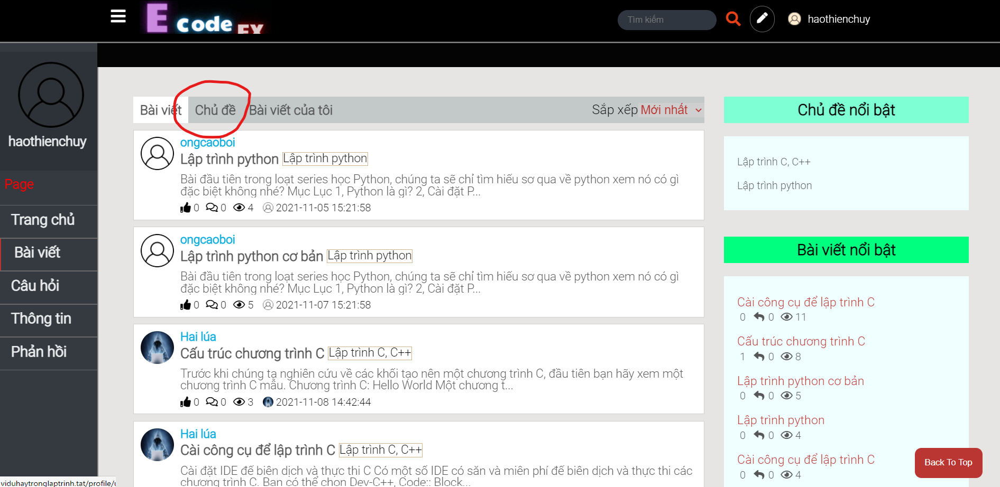 E code EX
Tìm kiếm
haothienchuy
haothienchuy
Page
Trang chủ
Bài viết
Câu hỏi
Thông tin
Phản hồi
Bài viết Chủ đề Bài viết của tôi Sắp xếp Mới nhất
ongcaoboi
Lập trình python Lập trình python
Bài đầu tiên trong loạt series học Python, chúng ta sẽ chỉ tìm hiểu sơ qua về python xem nó có gì
đặc biệt không nhé? Mục Lục 1, Python là gì? 2, Cài đặt P...
0 0 4 2021-11-05 15:21:58
ongcaoboi
Lập trình python cơ bản Lập trình python
Bài đầu tiên trong loạt series học Python, chúng ta sẽ chỉ tìm hiểu sơ qua về python xem nó có gì
đặc biệt không nhé? Mục Lục 1, Python là gì? 2, Cài đặt P...
0 0 5 2021-11-07 15:21:58
Hai lúa
Cấu trúc chương trình C Lập trình C, C++
Trước khi chúng ta nghiên cứu về các khối tạo nên một chương trình C, đầu tiên bạn hãy xem một
chương trình C mẫu. Chương trình C: Hello World Một chương t...
0 0 3 2021-11-08 14:42:44
Hai lúa
Cài công cụ để lập trình C Lập trình C, C++
Cài đặt IDE để biên dịch và thực thi C Có một số IDE có sẵn và miễn phí để biên dịch và thực thi các
chương trình C. Bạn có thể chọn Dev-C++, Code:: Block...
Chủ đề nổi bật
Lập trình C, C++
Lập trình python
Bài viết nổi bật
Cài công cụ để lập trình C
0 0 11
Cấu trúc chương trình C
1 0 8
Lập trình python cơ bản
0 0 5
Lập trình python
0 0 4
Cài công cụ để lập trình C
0 0 4
Back To Top
viduhaytronglaptrinh.tat/profile/